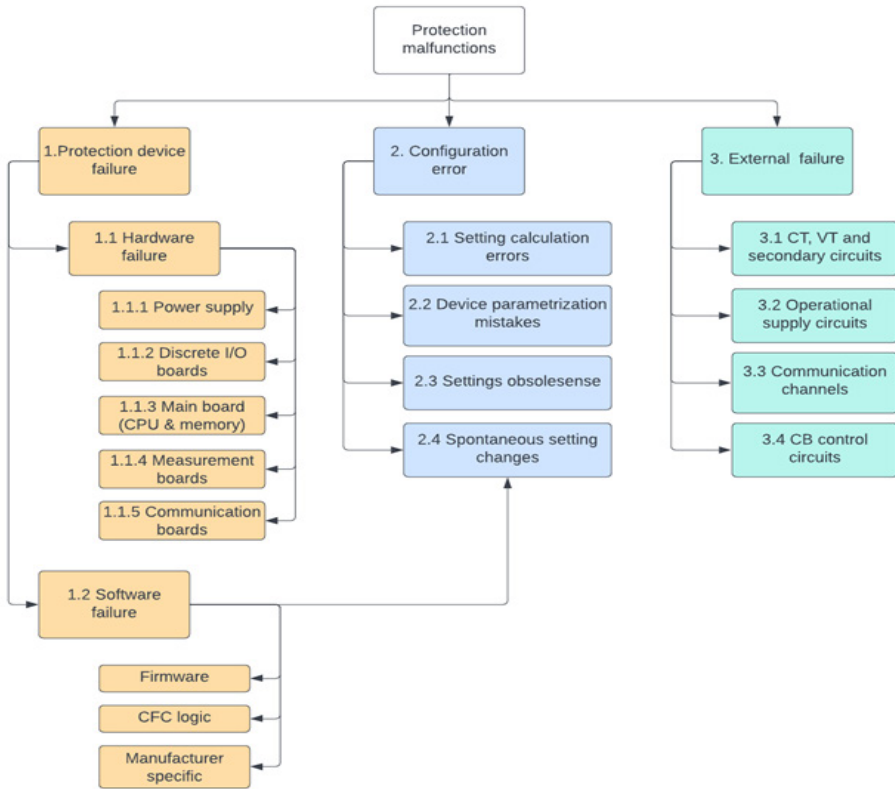 Protection
malfunctions
1.Protection device
failure
2. Configuration
error
3. External failure
1.1 Hardware
failure
1.1.1 Power supply
1.1.2 Discrete I/O
boards
1.1.3 Main board
(CPU & memory)
1.1.4 Measurement
boards
1.1.5 Communication
boards
1.2 Software
failure
Firmware
CFC logic
Manufacturer
specific
2.1 Setting calculation
errors
2.2 Device parametrization
mistakes
2.3 Settings obsolesense
2.4 Spontaneous setting
changes
3.1 CT, VT and
secondary circuits
3.2 Operational
supply circuits
3.3 Communication
channels
3.4 CB control
circuits